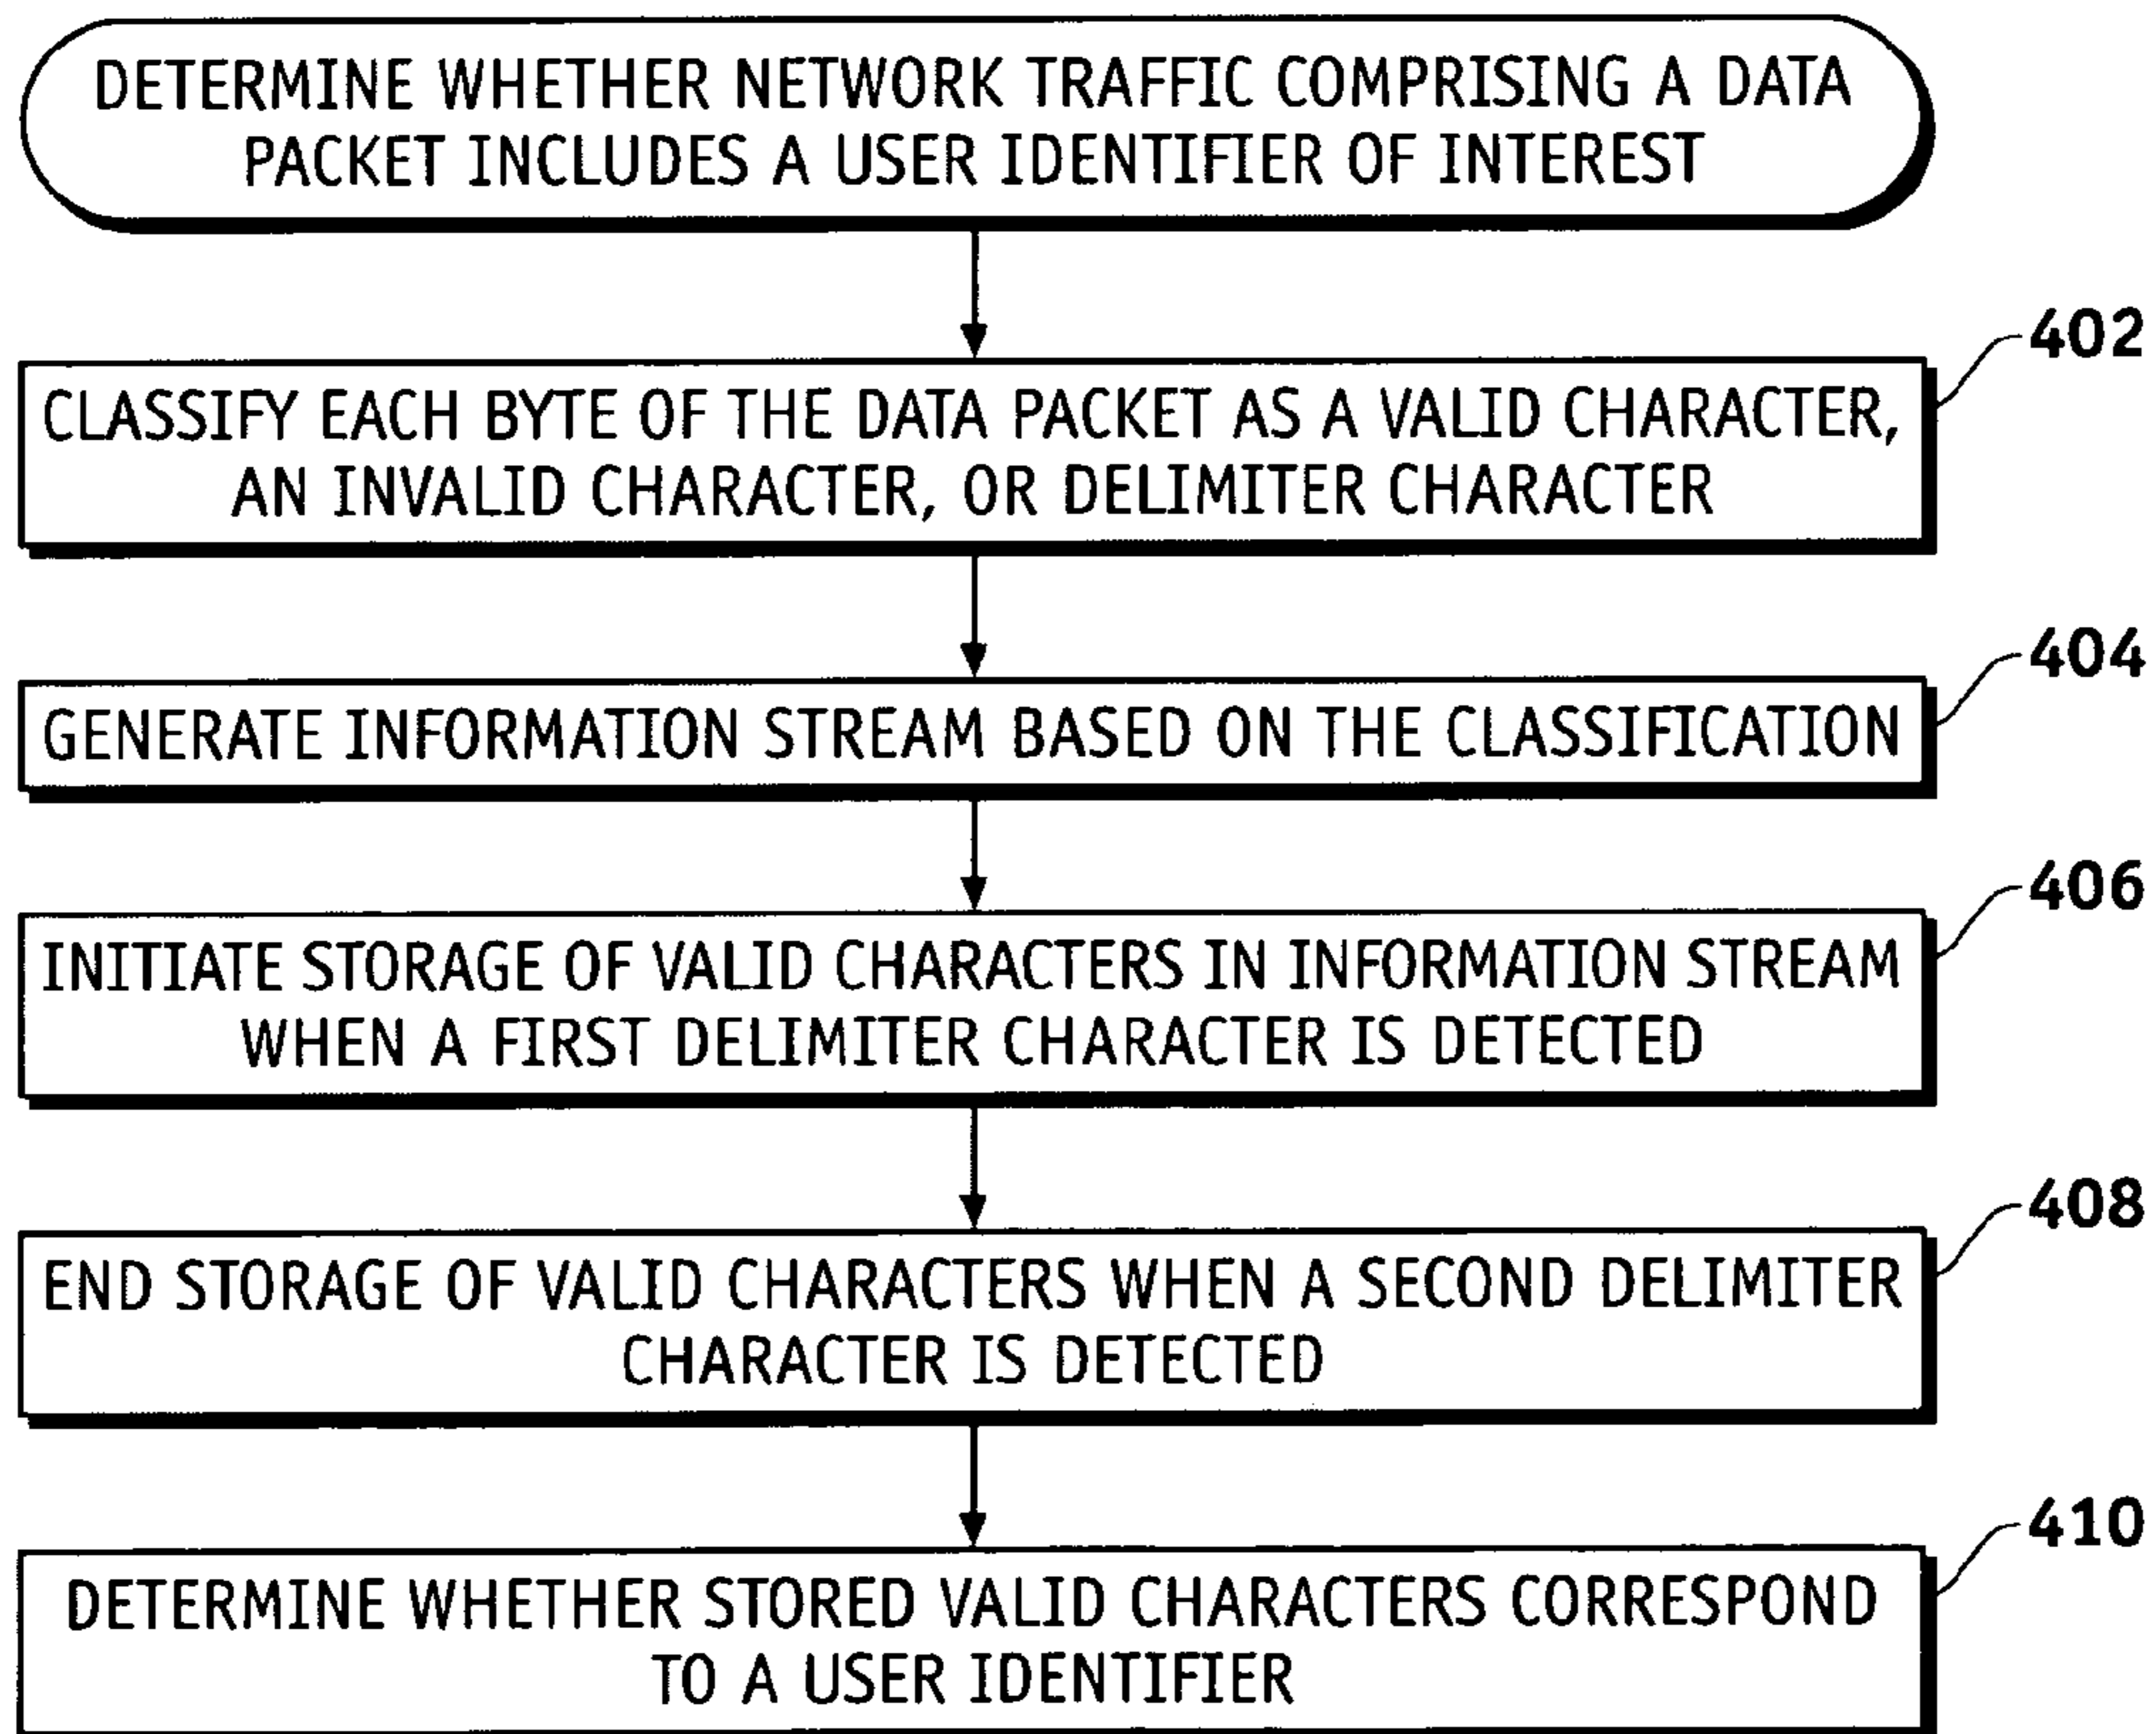 DETERMINE WHETHER NETWORK TRAFFIC COMPRISING A DATA
PACKET INCLUDES A USER IDENTIFIER OF INTEREST
402
CLASSIFY EACH BYTE OF THE DATA PACKET AS A VALID CHARACTER,
AN INVALID CHARACTER, OR DELIMITER CHARACTER
404
GENERATE INFORMATION STREAM BASED ON THE CLASSIFICATION
406
INITIATE STORAGE OF VALID CHARACTERS IN INFORMATION STREAM
WHEN A FIRST DELIMITER CHARACTER IS DETECTED
408
END STORAGE OF VALID CHARACTERS WHEN A SECOND DELIMITER
CHARACTER IS DETECTED
410
DETERMINE WHETHER STORED VALID CHARACTERS CORRESPOND
TO A USER IDENTIFIER